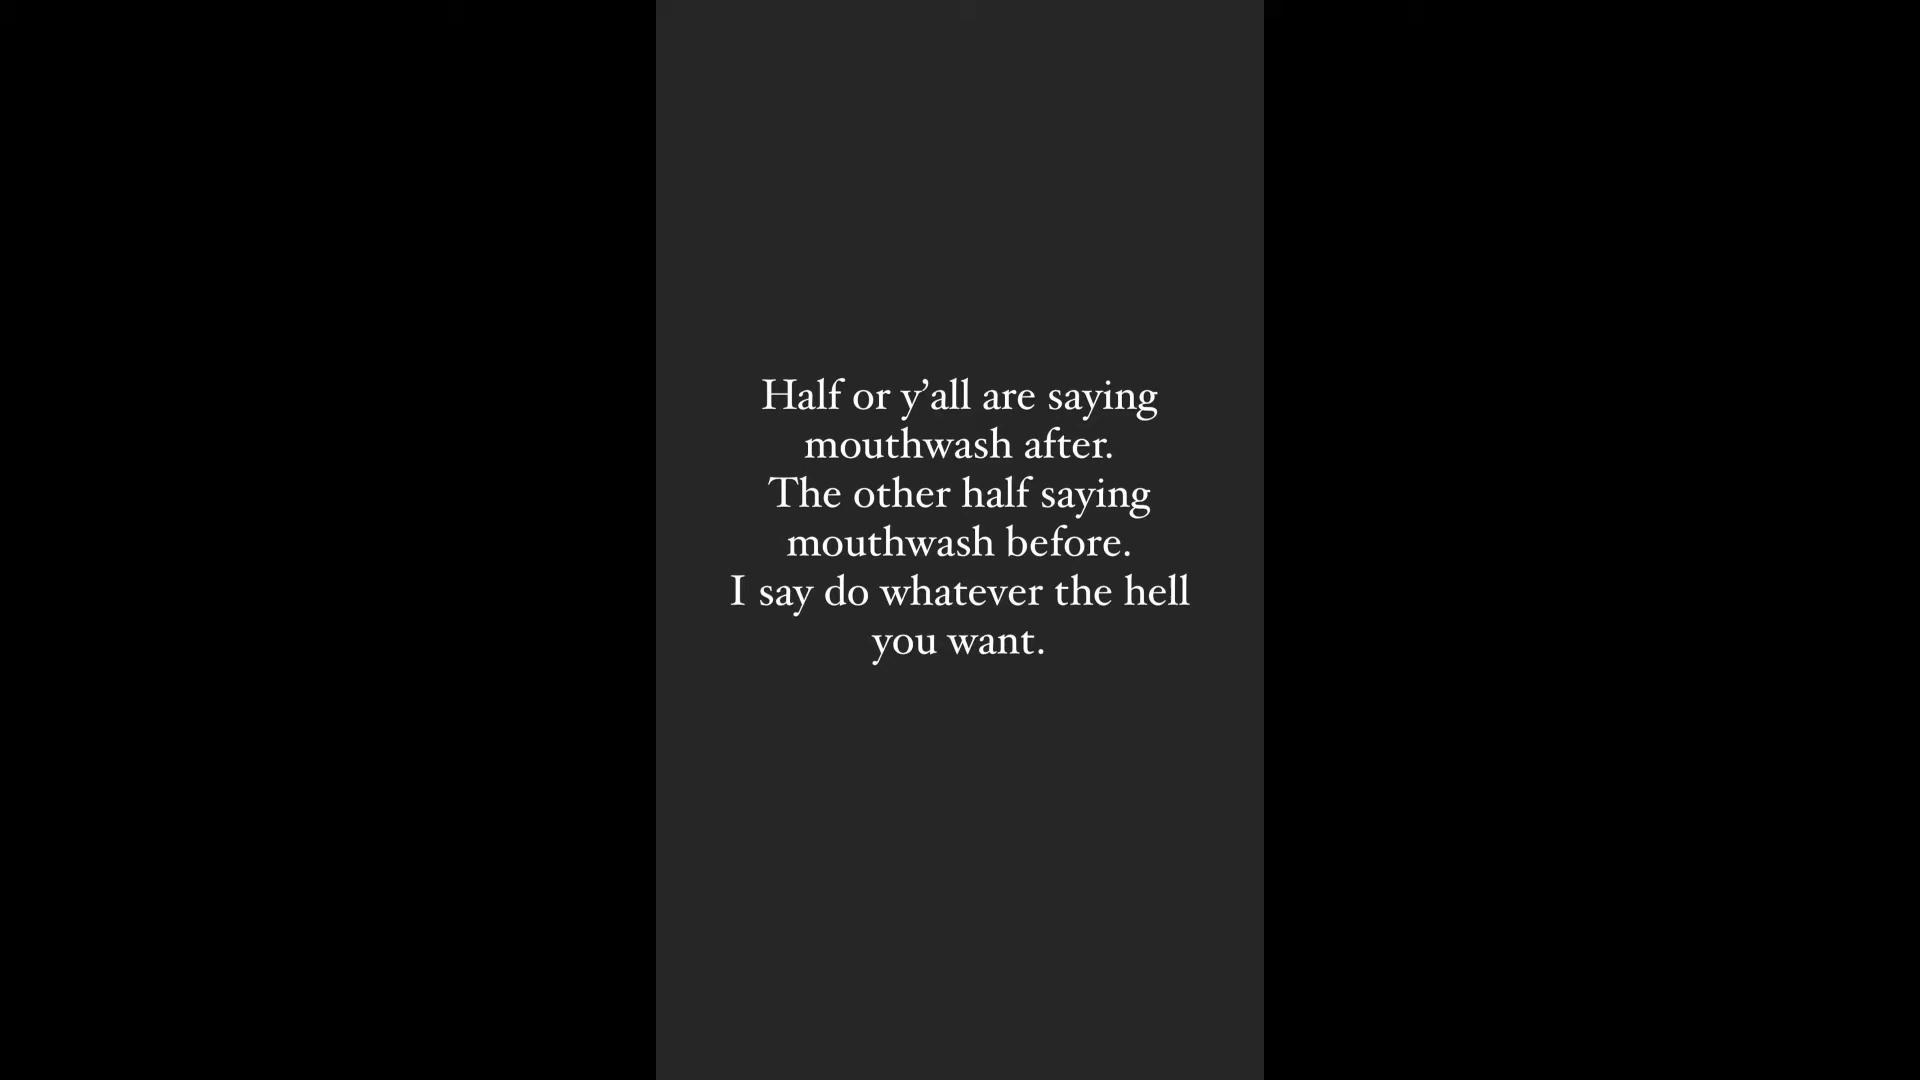 Half or y’all are saying
mouthwash after.
The other half saying
mouthwash before.
I say do whatever the hell
you want.